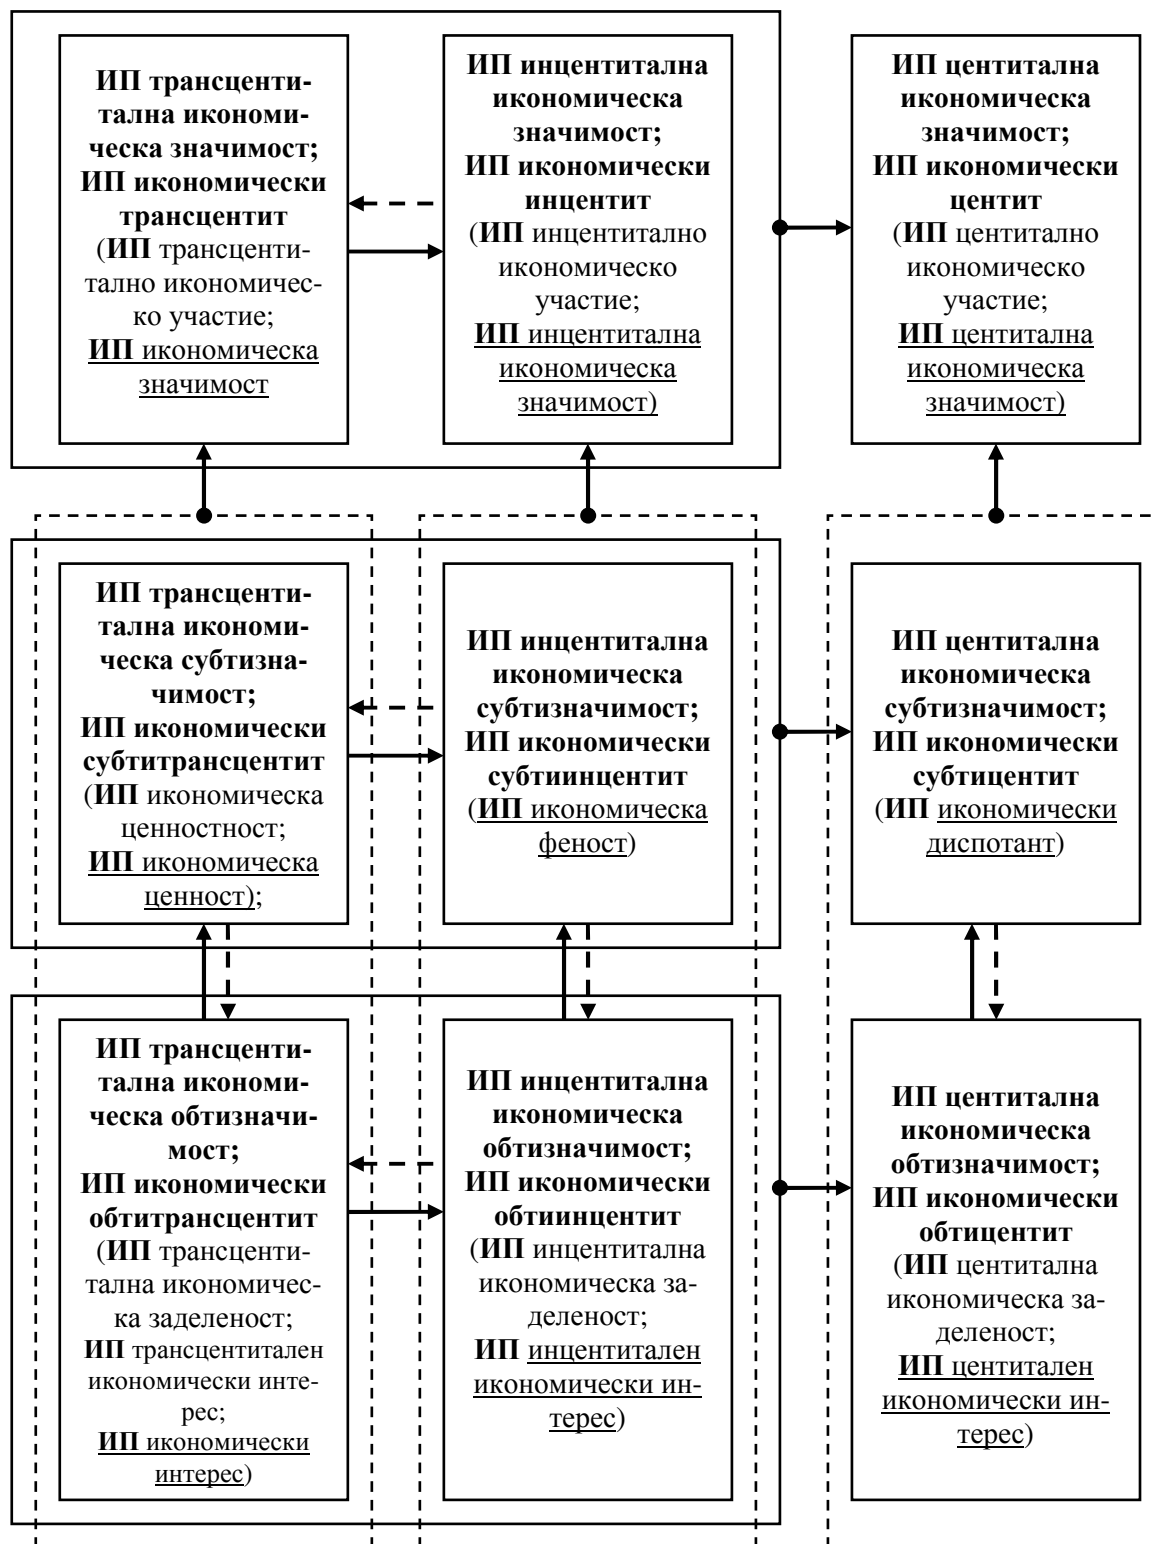 ИП трансценти-
тална икономи-
ческа значимост;
ИП икономически
трансцентит
(ИП трансценти-
тално икономичес-
ко участие;
ИП икономическа
значимост
ИП инцентитална
икономическа
значимост;
ИП икономически
инцентит
(ИП инцентитално
икономическо
участие;
ИП инцентитална
икономическа
значимост)
ИП центитална
икономическа
значимост;
ИП икономически
центит
(ИП центитално
икономическо
участие;
ИП центитална
икономическа
значимост)
ИП трансценти-
тална икономи-
ческа субтизна-
чимост;
ИП икономически
субтитрансцентит
(ИП икономическа
ценностност;
ИП икономическа
ценност);
ИП инцентитална
икономическа
субтизначимост;
ИП икономически
субтиинцентит
(ИП икономическа
феност)
ИП центитална
икономическа
субтизначимост;
ИП икономически
субтицентит
(ИП икономически
диспотант)
ИП трансценти-
тална икономи-
ческа обтизначи-
мост;
ИП икономически
обтитрансцентит
(ИП трансценти-
тална икономичес-
ка заделеност;
ИП трансцентитален
икономически инте-
рес;
ИП икономически
интерес)
ИП инцентитална
икономическа
обтизначимост;
ИП икономически
обтиинцентит
(ИП инцентитална
икономическа за-
деленост;
ИП инцентитален
икономически ин-
терес)
ИП центитална
икономическа
обтизначимост;
ИП икономически
обтицентит
(ИП центитална
икономическа за-
деленост;
ИП центитален
икономически ин-
терес)